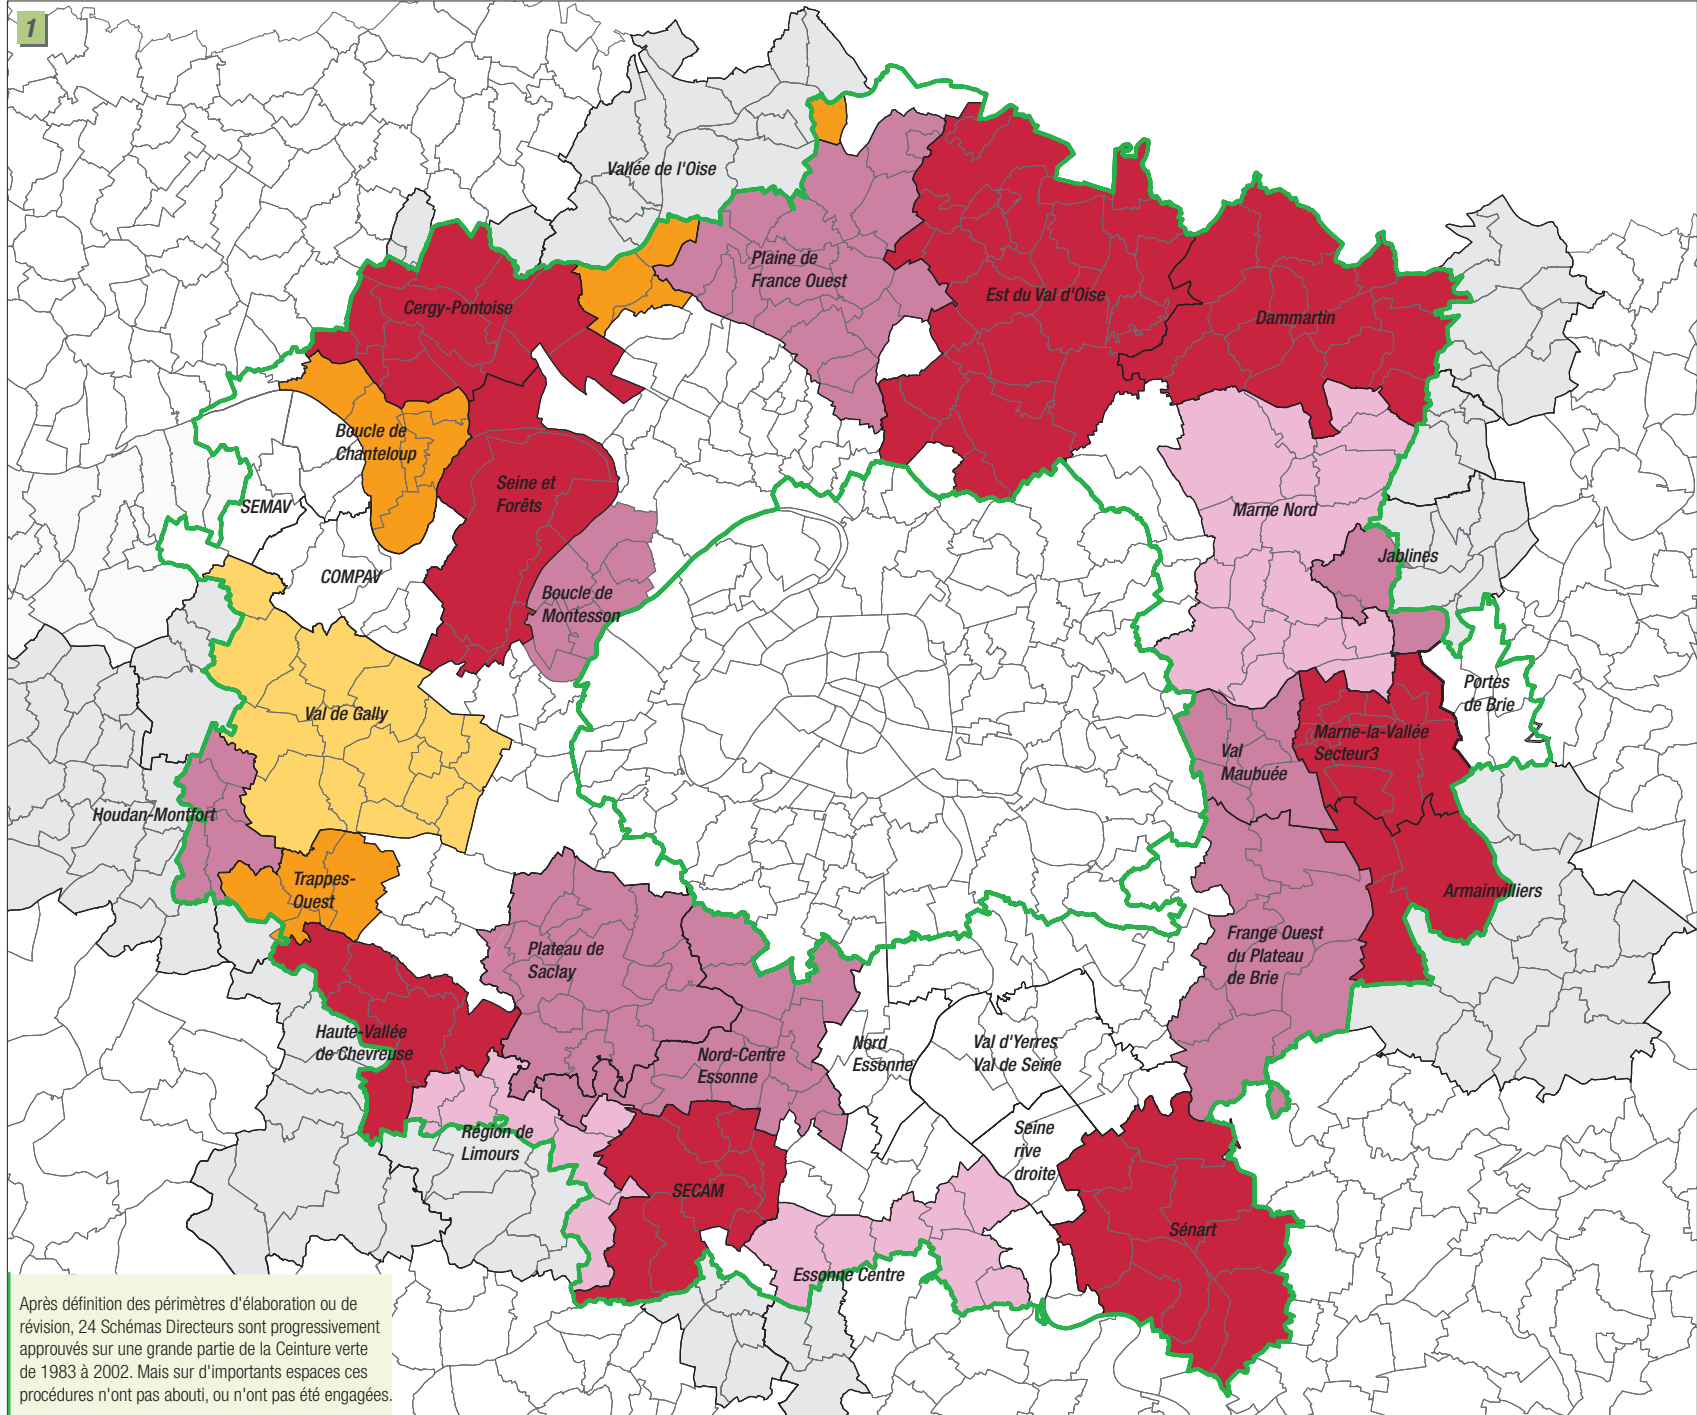 1
Vallée de l'Oise
Plaine de
France Ouest
Cergy-Pontoise
Est du Val d'Oise
Dammartin
Boucle de
Chanteloup
SEMAV
Seine et
Forêts
Marne Nord
Jablines
COMPAV
Boucle de
Montesson
Portes
de Brie
Val de Gally
Marne-la-Vallée
Secteur3
Val
Maubuée
Houdan-Montfort
Trappes-
Ouest
Armainvilliers
Plateau de
Saclay
Frange Ouest
du Plateau
de Brie
Haute-Vallée
de Chevreuse
Nord-Centre
Essonne
Nord
Essonne
Val d'Yerres
Val de Seine
Région de
Limours
Seine
rive
droite
SECAM
Sénart
Essonne Centre
Après définition des périmètres d'élaboration ou de
révision, 24 Schémas Directeurs sont progressivement
approuvés sur une grande partie de la Ceinture verte
de 1983 à 2002. Mais sur d'importants espaces ces
procédures n'ont pas abouti, ou n'ont pas été engagées.